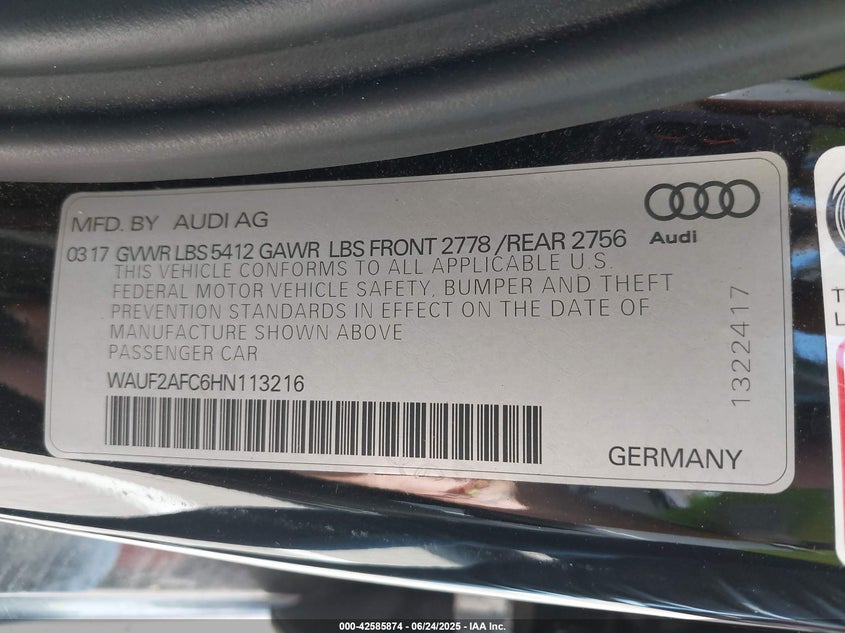 MFD. BY AUDI AG
Audi
03 17 GVWR LBS 5412 GAWR LBS FRONT 2778 /REAR 2756
THIS VEHICLE CONFORMS TO ALL APPLICABLE U.S.
FEDERAL MOTOR VEHICLE SAFETY, BUMPER AND THEFT
PREVENTION STANDARDS IN EFFECT ON THE DATE OF
MANUFACTURE SHOWN ABOVE
PASSENGER CAR
WAUF2AFC6HN113216
GERMANY
1322417
T
L
000-42585874 | 06/24/2025 - IAA Inc.